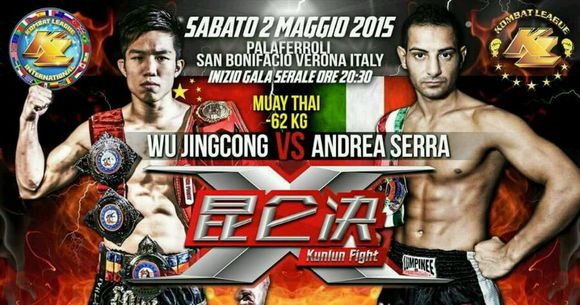 KOMBAT LEAGUE
KL
INTERNATIONAL
SABATO 2 MAGGIO 2015
PALAFERROLI
SAN BONIFACIO VERONA ITALY
INIZIO GALA SERALE ORE 20:30
KOMBAT LEAGUE
KL
MUAY THAI
-62 KG
WU JINGCONG VS ANDREA SERRA
昆仑决
Kunlun Fight
LUMPINEE